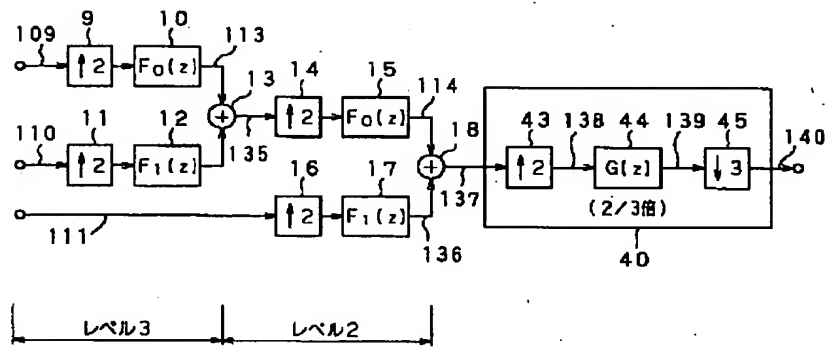 109 9 10 113
↑2 F₀(z)
13 14 15 114
+ ↑2 F₀(z)
110 11 12 135
↑2 F₁(z)
18 43 138 44 139 45 140
+ ↑2 G(z) ↓3
137
(2/3倍)
16 17
↑2 F₁(z)
111 136 40
レベル3 レベル2